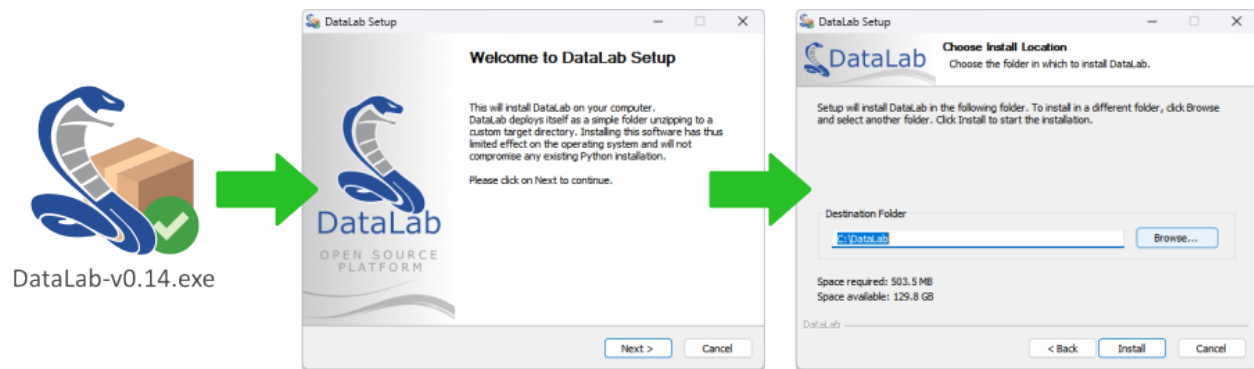 DataLab-v0.14.exe
DataLab Setup
Welcome to DataLab Setup
This will install DataLab on your computer.
DataLab deploys itself as a simple folder unzipping to a
custom target directory. Installing this software has thus
limited effect on the operating system and will not
compromise any existing Python installation.
Please click on Next to continue.
DataLab
OPEN SOURCE
PLATFORM
Next >
Cancel
DataLab Setup
DataLab
Choose Install Location
Choose the folder in which to install DataLab.
Setup will install DataLab in the following folder. To install in a different folder, click Browse
and select another folder. Click Install to start the installation.
Destination Folder
C:\DataLab
Browse...
Space required: 503.5 MB
Space available: 129.8 GB
DataLab
< Back
Install
Cancel